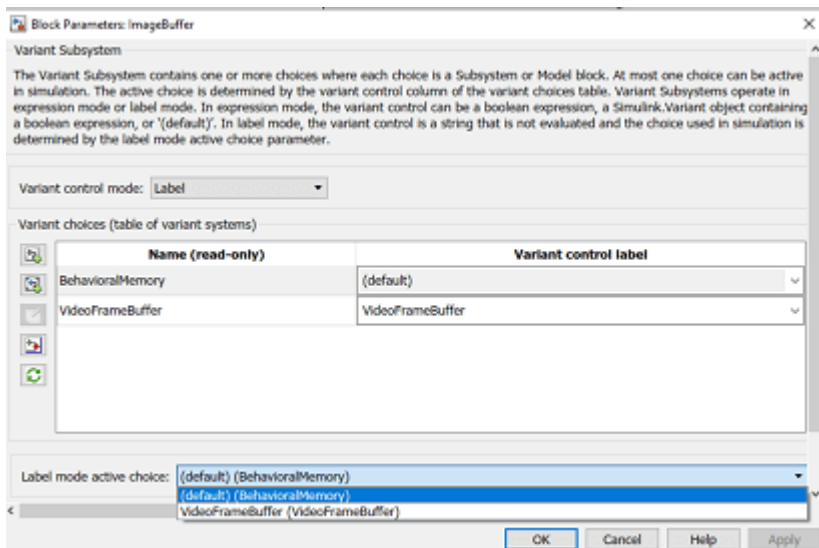 Block Parameters: ImageBuffer
Variant Subsystem
The Variant Subsystem contains one or more choices where each choice is a Subsystem or Model block. At most one choice can be active
in simulation. The active choice is determined by the variant control column of the variant choices table. Variant Subsystems operate in
expression mode or label mode. In expression mode, the variant control can be a boolean expression, a Simulink.Variant object containing
a boolean expression, or '(default)'. In label mode, the variant control is a string that is not evaluated and the choice used in simulation is
determined by the label mode active choice parameter.
Variant control mode: Label
Variant choices (table of variant systems)
Name (read-only) Variant control label
BehavioralMemory (default)
VideoFrameBuffer VideoFrameBuffer
Label mode active choice: (default) (BehavioralMemory)
(default) (BehavioralMemory)
VideoFrameBuffer (VideoFrameBuffer)
OK Cancel Help Apply